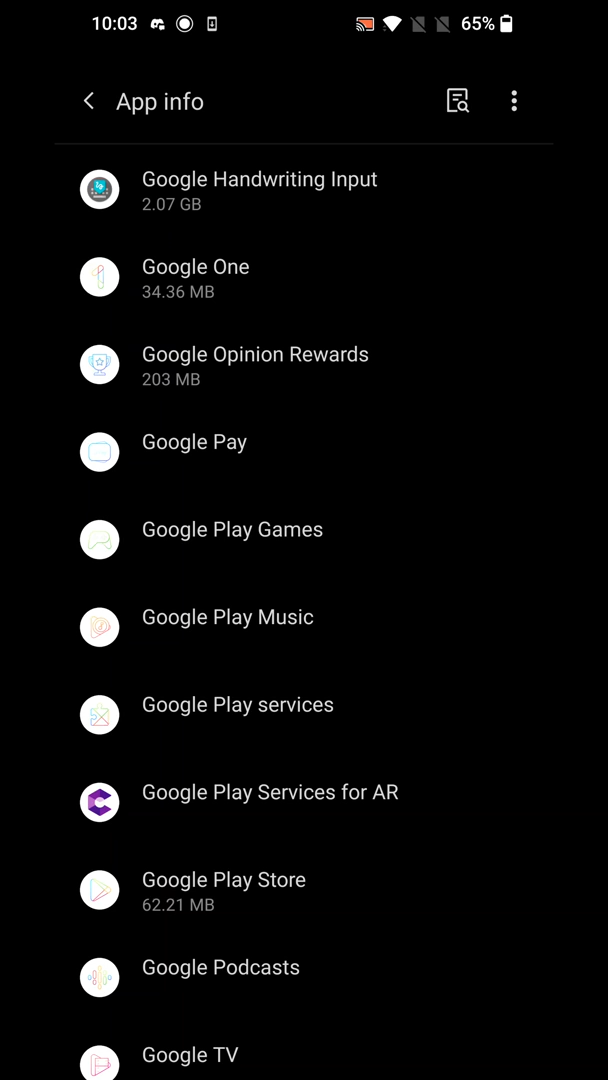 10:03
65%
App info
Google Handwriting Input
2.07 GB
Google One
34.36 MB
Google Opinion Rewards
203 MB
Google Pay
Google Play Games
Google Play Music
Google Play services
Google Play Services for AR
Google Play Store
62.21 MB
Google Podcasts
Google TV